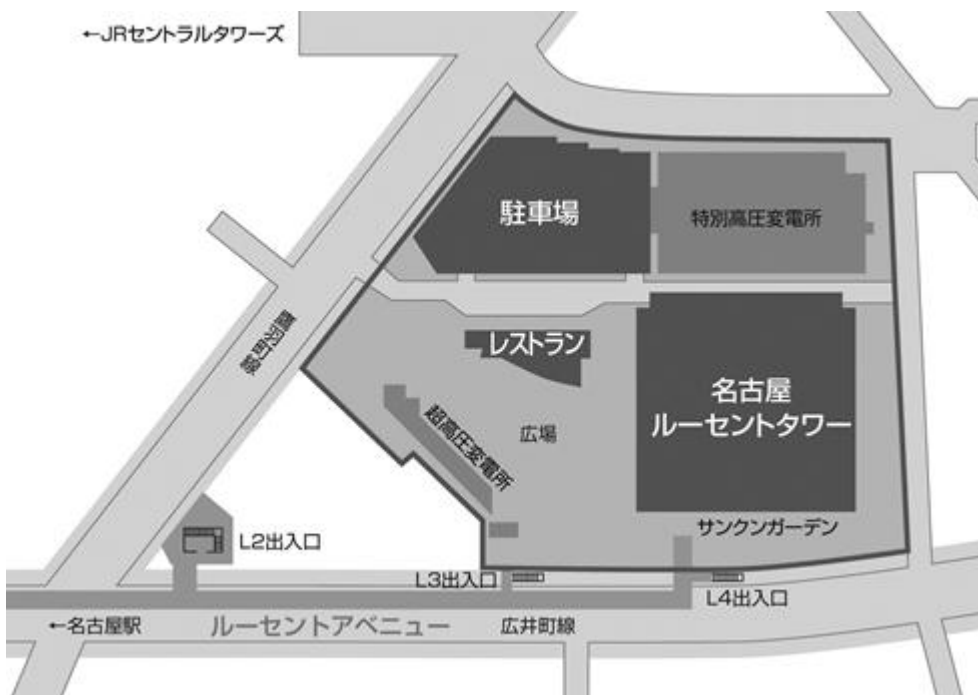 ←JRセントラルタワーズ
駐車場
特別高圧変電所
鷹羽町線
レストラン
名古屋
ルーセントタワー
超高圧変電所
広場
サンクンガーデン
L2出入口
L3出入口
L4出入口
←名古屋駅
ルーセントアベニュー
広井町線